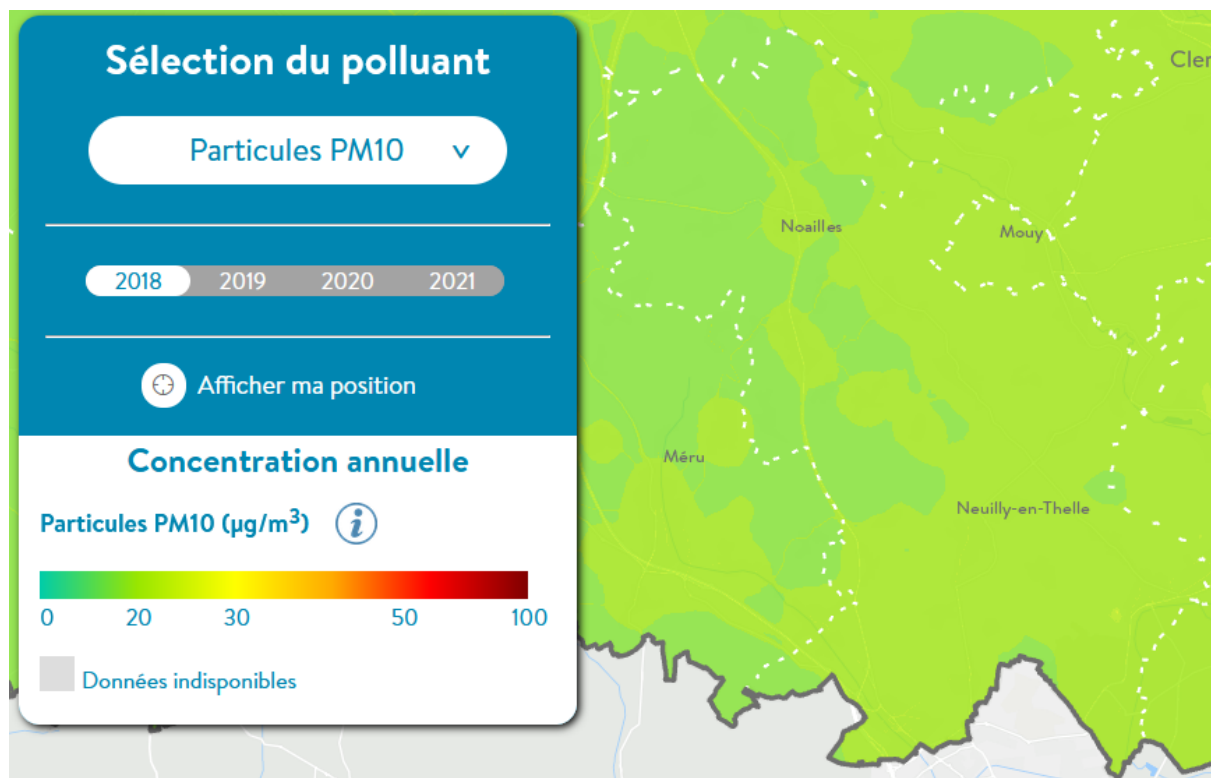 Sélection du polluant
Particules PM10
2018 2019 2020 2021
Afficher ma position
Concentration annuelle
Particules PM10 (µg/m³) i
0 20 30 50 100
Données indisponibles
Cler
Noailles
Mouy
Méru
Neuilly-en-Thelle